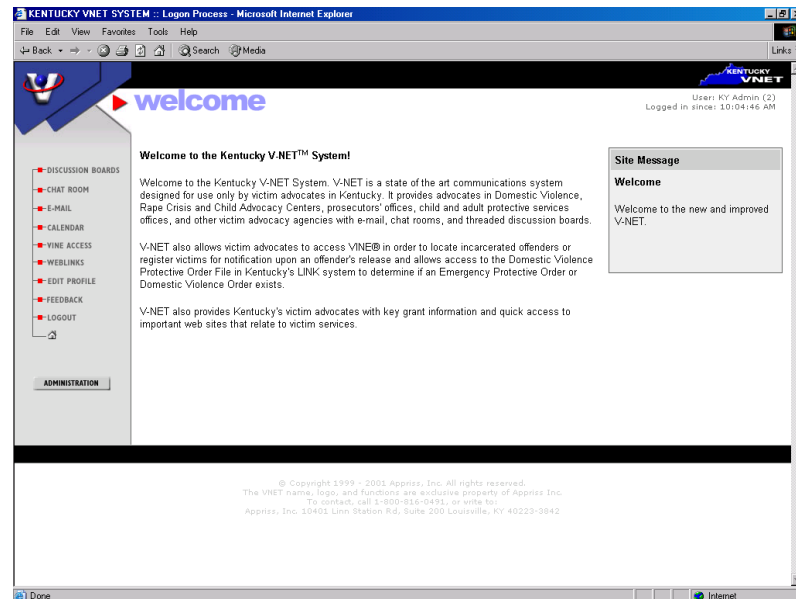 KENTUCKY VNET SYSTEM :: Logon Process - Microsoft Internet Explorer
File Edit View Favorites Tools Help
Back Search Media Links
KENTUCKY
VNET
welcome
User: KY Admin (2)
Logged in since: 10:04:46 AM
DISCUSSION BOARDS
CHAT ROOM
E-MAIL
CALENDAR
VINE ACCESS
WEBLINKS
EDIT PROFILE
FEEDBACK
LOGOUT
ADMINISTRATION
Welcome to the Kentucky V-NET™ System!
Welcome to the Kentucky V-NET System. V-NET is a state of the art communications system
designed for use only by victim advocates in Kentucky. It provides advocates in Domestic Violence,
Rape Crisis and Child Advocacy Centers, prosecutors' offices, child and adult protective services
offices, and other victim advocacy agencies with e-mail, chat rooms, and threaded discussion boards.
V-NET also allows victim advocates to access VINE® in order to locate incarcerated offenders or
register victims for notification upon an offender's release and allows access to the Domestic Violence
Protective Order File in Kentucky's LINK system to determine if an Emergency Protective Order or
Domestic Violence Order exists.
V-NET also provides Kentucky's victim advocates with key grant information and quick access to
important web sites that relate to victim services.
Site Message
Welcome
Welcome to the new and improved
V-NET.
© Copyright 1999 - 2001 Appriss, Inc. All rights reserved.
The VNET name, logo, and functions are exclusive property of Appriss Inc.
To contact, call 1-800-816-0491, or write to:
Appriss, Inc. 10401 Linn Station Rd. Suite 200 Louisville, KY 40223-3842
Done Internet